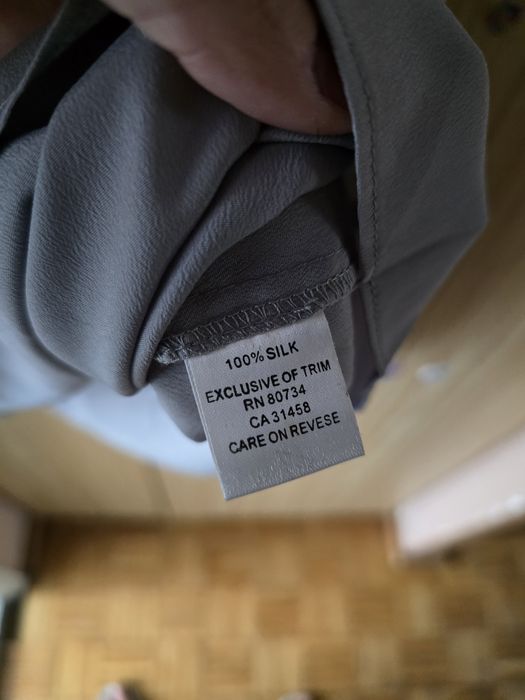 100% SILK
EXCLUSIVE OF TRIM
RN 80734
CA 31458
CARE ON REVESE